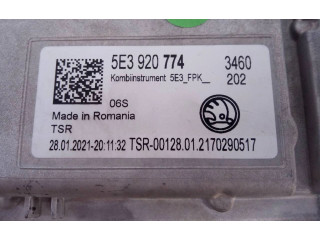 5E3 920 774 3460
Kombiinstrument 5E3_FPK__ 202
06S
Made in Romania
TSR
28.01.2021-20:11:32 TSR-00128.01.2170290517